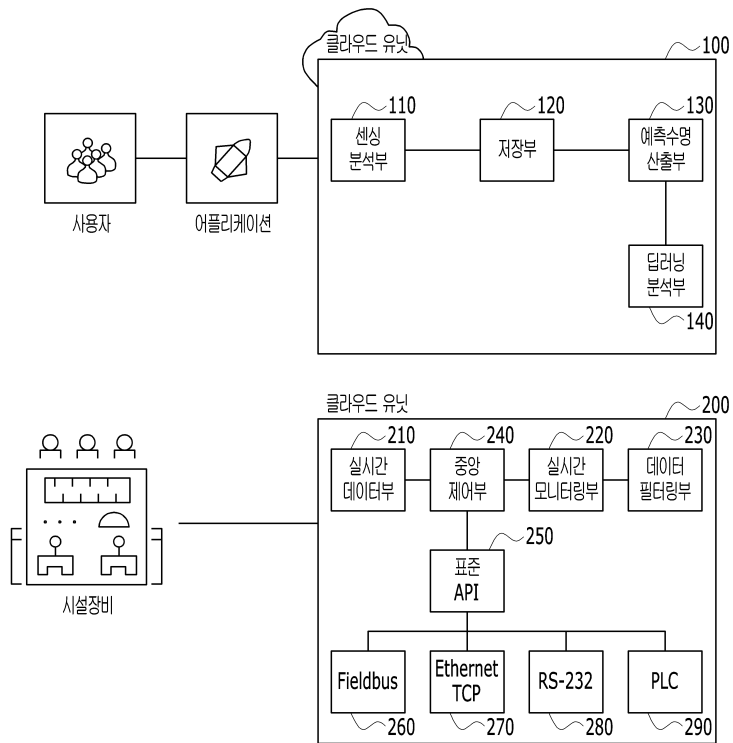 클라우드 유닛
100
110
120
130
센싱
분석부
저장부
예측수명
산출부
사용자
어플리케이션
딥러닝
분석부
140
클라우드 유닛
200
210
240
220
230
실시간
데이터부
중앙
제어부
실시간
모니터링부
데이터
필터링부
250
표준
API
시설장비
Fieldbus
Ethernet
TCP
RS-232
PLC
260
270
280
290